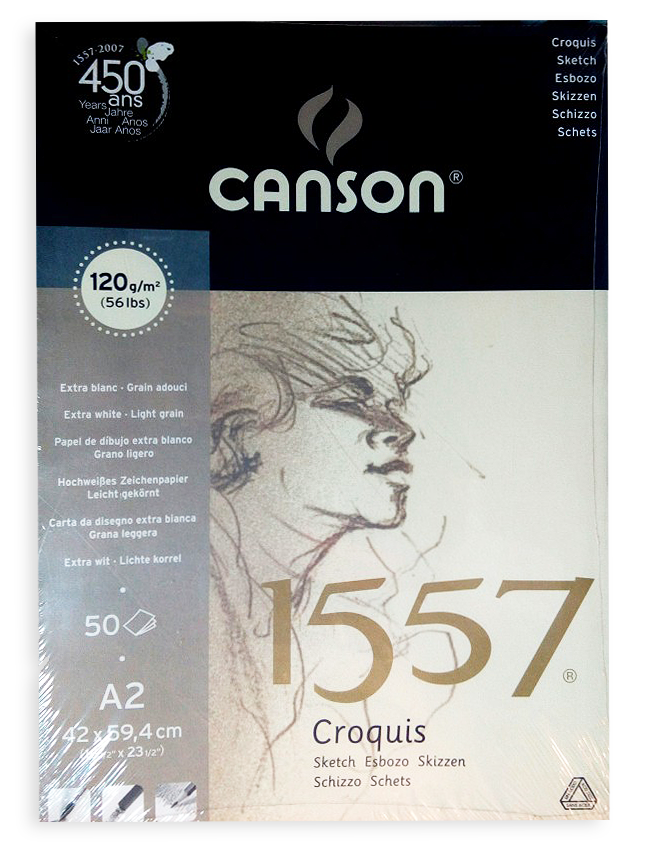 1557·2007
450
ans
Years
Jahre
Anni Anos
Jaar Anos
Croquis
Sketch
Esbozo
Skizzen
Schizzo
Schets
CANSON®
120g/m²
(56lbs)
Extra blanc · Grain adouci
Extra white · Light grain
Papel de dibujo extra blanco
Grano ligero
Hochweißes Zeichenpapier
Leicht gekörnt
Carta da disegno extra bianca
Grana leggera
Extra wit · Lichte korrel
50
A2
42 x 59,4 cm
x 23 1/2")
1557®
Croquis
Sketch Esbozo Skizzen
Schizzo Schets